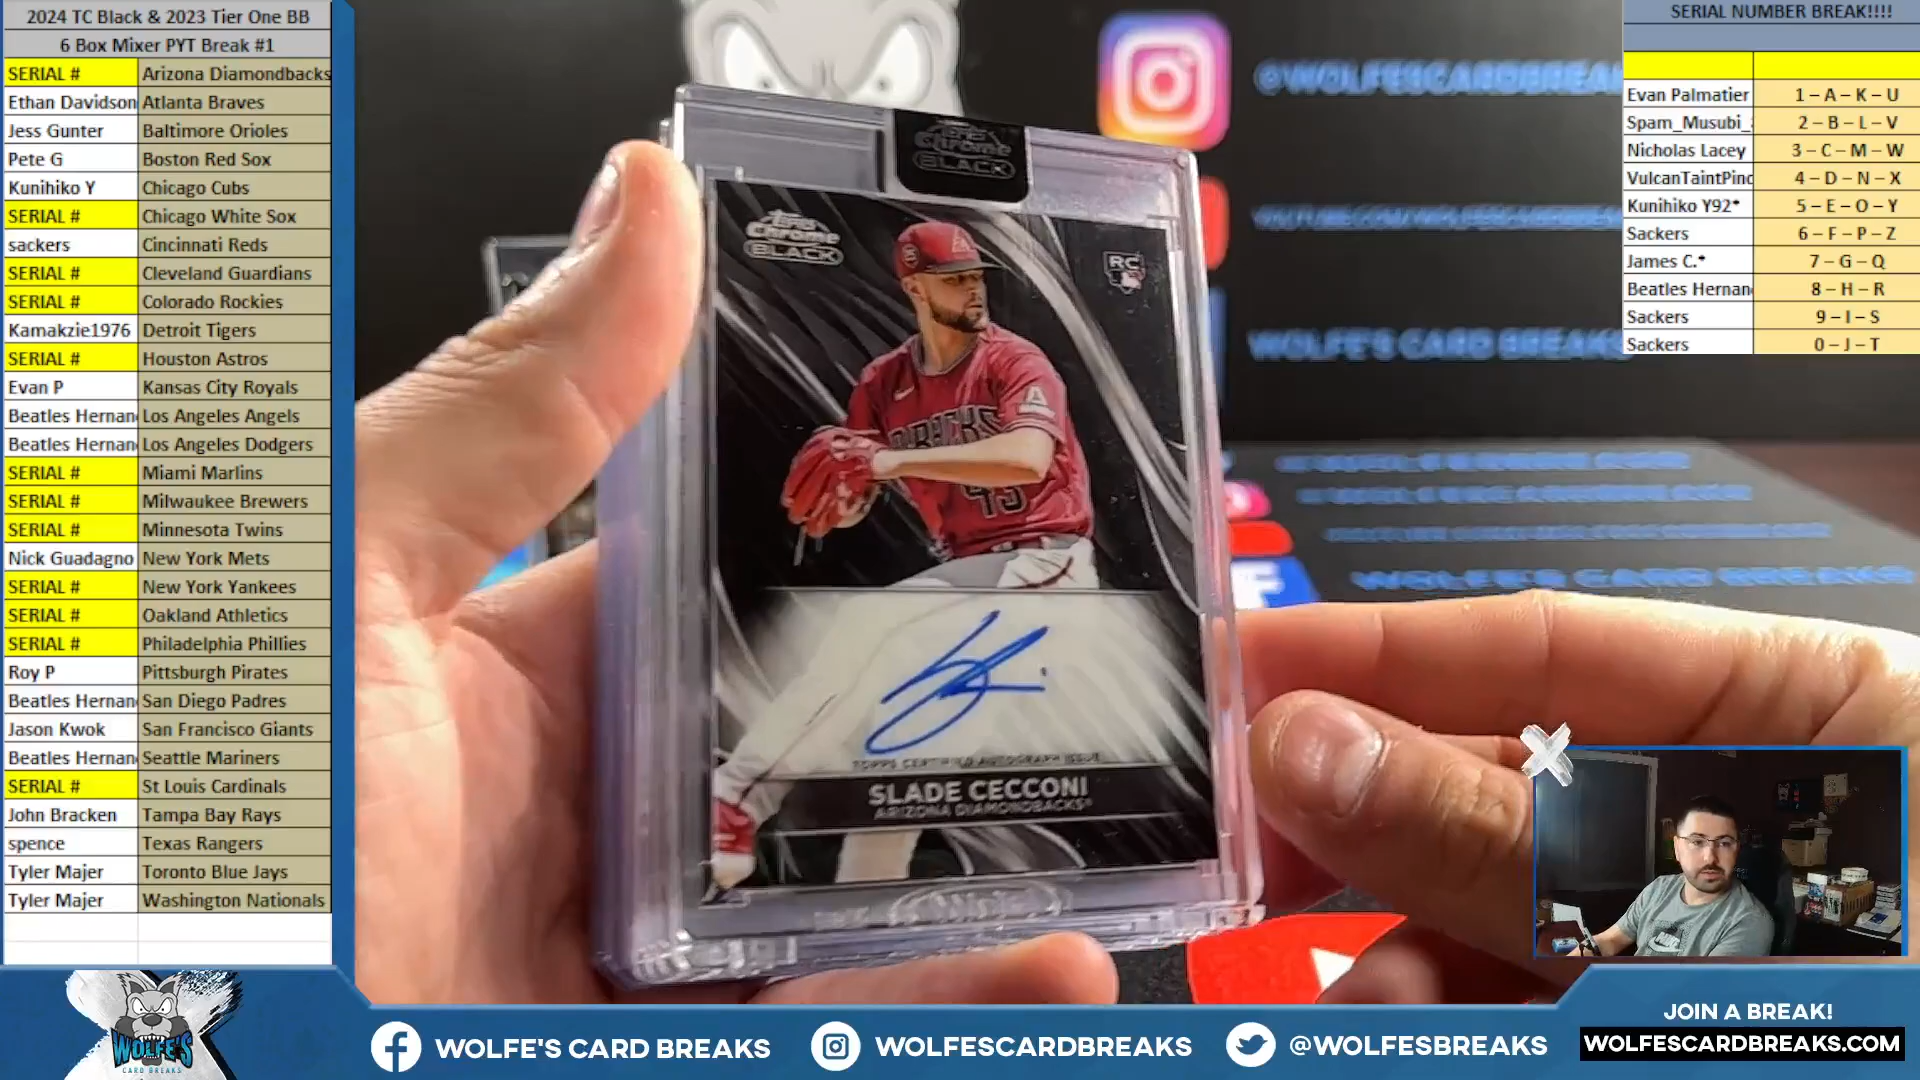 2024 TC Black & 2023 Tier One BB
6 Box Mixer PYT Break #1
SERIAL # Arizona Diamondbacks
Ethan Davidson Atlanta Braves
Jess Gunter Baltimore Orioles
Pete G Boston Red Sox
Kunihiko Y Chicago Cubs
SERIAL # Chicago White Sox
sackers Cincinnati Reds
SERIAL # Cleveland Guardians
SERIAL # Colorado Rockies
Kamakzie1976 Detroit Tigers
SERIAL # Houston Astros
Evan P Kansas City Royals
Beatles Hernan Los Angeles Angels
Beatles Hernan Los Angeles Dodgers
SERIAL # Miami Marlins
SERIAL # Milwaukee Brewers
SERIAL # Minnesota Twins
Nick Guadagno New York Mets
SERIAL # New York Yankees
SERIAL # Oakland Athletics
SERIAL # Philadelphia Phillies
Roy P Pittsburgh Pirates
Beatles Hernan San Diego Padres
Jason Kwok San Francisco Giants
Beatles Hernan Seattle Mariners
SERIAL # St Louis Cardinals
John Bracken Tampa Bay Rays
spence Texas Rangers
Tyler Majer Toronto Blue Jays
Tyler Majer Washington Nationals
WOLFE'S
CARD BREAKS
@WOLFESCARDBREAK
WOLFE'S CARD BREAKS
Topps
Chrome
BLACK
Topps
Chrome
BLACK
RC
A
43
TOPPS CERTIFIED AUTOGRAPH ISSUE
SLADE CECCONI
ARIZONA DIAMONDBACKS
WOLFE'S CARD BREAKS
SERIAL NUMBER BREAK!!!!
Evan Palmatier 1 – A – K – U
Spam_Musubi_ 2 – B – L – V
Nicholas Lacey 3 – C – M – W
VulcanTaintPinc 4 – D – N – X
Kunihiko Y92* 5 – E – O – Y
Sackers 6 – F – P – Z
James C.* 7 – G – Q
Beatles Hernan 8 – H – R
Sackers 9 – I – S
Sackers 0 – J – T
WOLFE'S CARD BREAKS
WOLFESCARDBREAKS
@WOLFESBREAKS
JOIN A BREAK!
WOLFESCARDBREAKS.COM